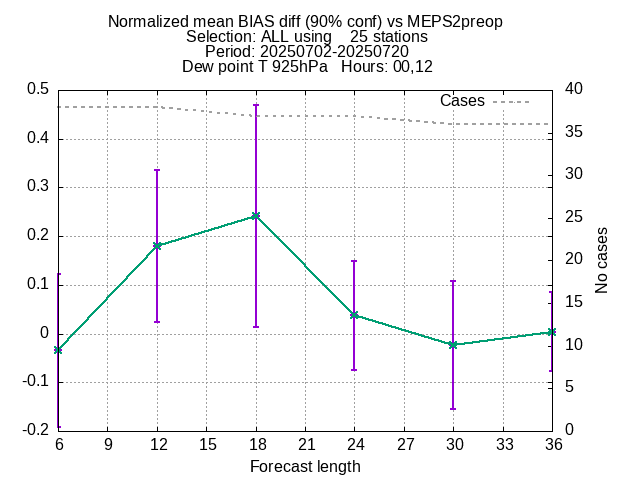 Normalized mean BIAS diff (90% conf) vs MEPS2preop
Selection: ALL using    25 stations
Period: 20250702-20250720
Dew point T 925hPa   Hours: 00,12
Cases
0.5
0.4
0.3
0.2
0.1
0
-0.1
-0.2
40
35
30
25
20
15
10
5
0
No cases
6 9 12 15 18 21 24 27 30 33 36
Forecast length